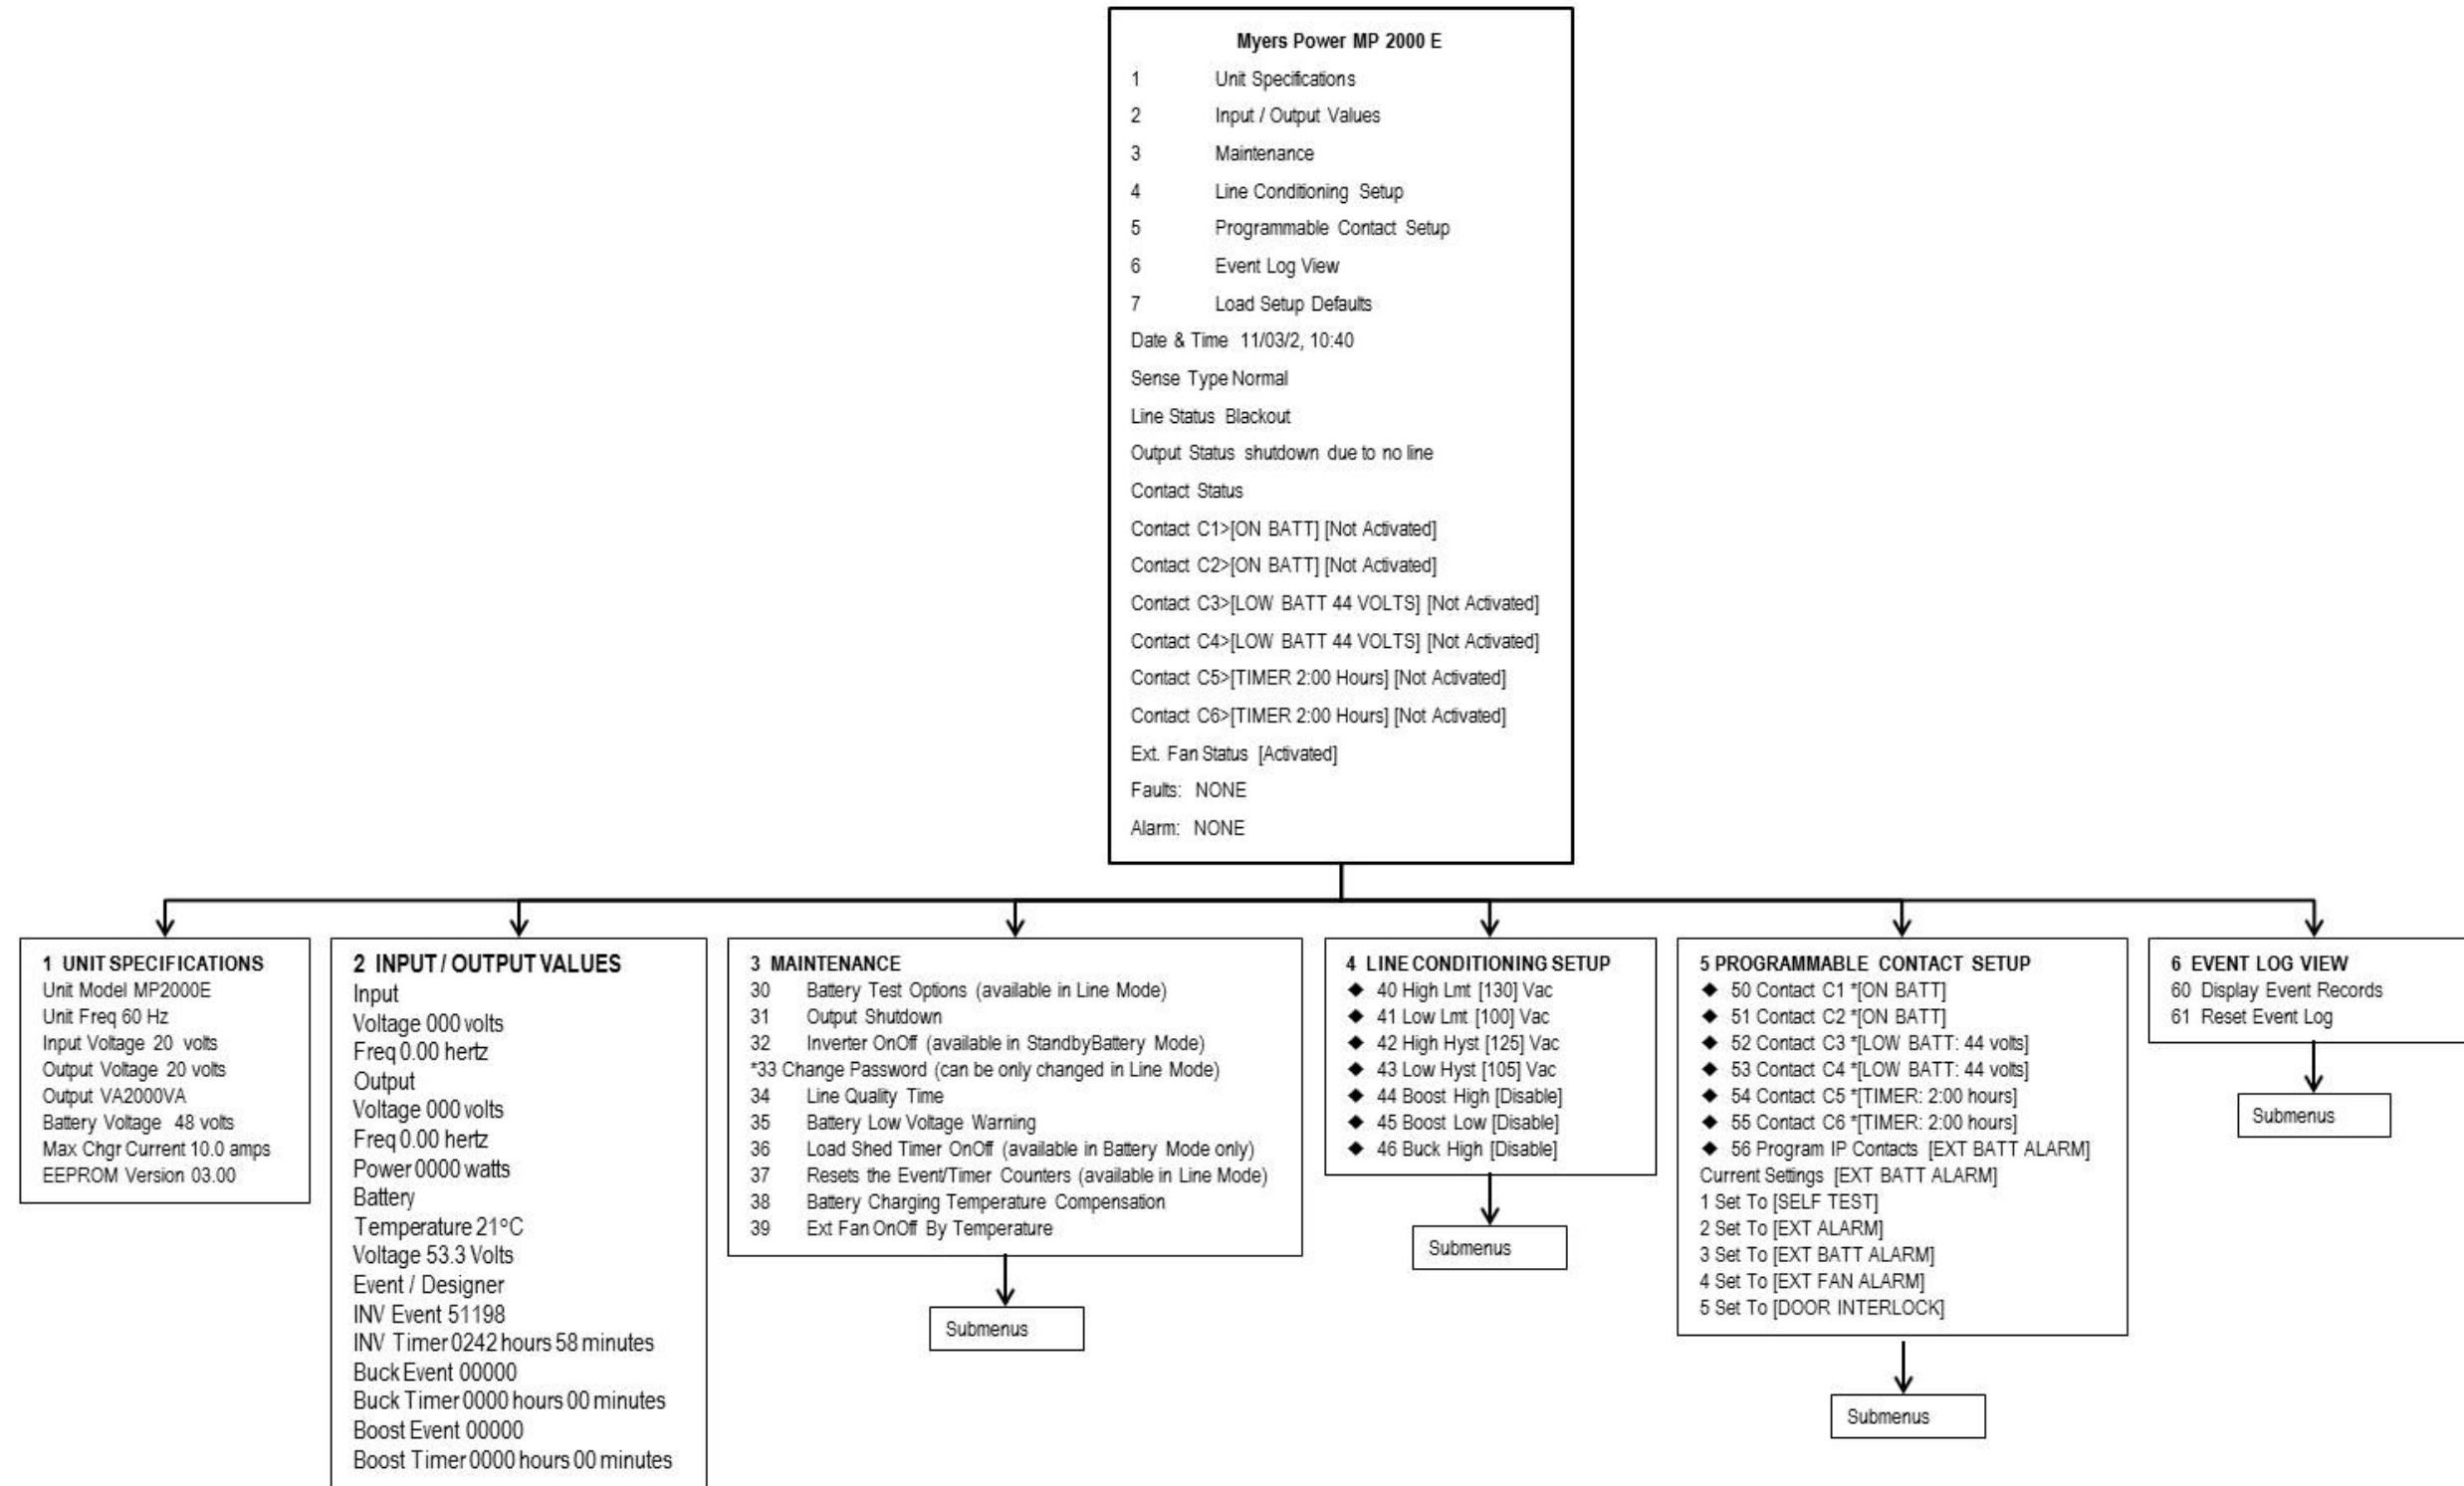 Myers Power MP 2000 E
1 Unit Specifications
2 Input / Output Values
3 Maintenance
4 Line Conditioning Setup
5 Programmable Contact Setup
6 Event Log View
7 Load Setup Defaults
Date & Time 11/03/2, 10:40
Sense Type Normal
Line Status Blackout
Output Status shutdown due to no line
Contact Status
Contact C1>[ON BATT] [Not Activated]
Contact C2>[ON BATT] [Not Activated]
Contact C3>[LOW BATT 44 VOLTS] [Not Activated]
Contact C4>[LOW BATT 44 VOLTS] [Not Activated]
Contact C5>[TIMER 2:00 Hours] [Not Activated]
Contact C6>[TIMER 2:00 Hours] [Not Activated]
Ext. Fan Status [Activated]
Faults: NONE
Alarm: NONE
1 UNIT SPECIFICATIONS
Unit Model MP2000E
Unit Freq 60 Hz
Input Voltage 20 volts
Output Voltage 20 volts
Output VA2000VA
Battery Voltage 48 volts
Max Chgr Current 10.0 amps
EEPROM Version 03.00
2 INPUT / OUTPUT VALUES
Input
Voltage 000 volts
Freq 0.00 hertz
Output
Voltage 000 volts
Freq 0.00 hertz
Power 0000 watts
Battery
Temperature 21°C
Voltage 53.3 Volts
Event / Designer
INV Event 51198
INV Timer 0242 hours 58 minutes
Buck Event 00000
Buck Timer 0000 hours 00 minutes
Boost Event 00000
Boost Timer 0000 hours 00 minutes
3 MAINTENANCE
30 Battery Test Options (available in Line Mode)
31 Output Shutdown
32 Inverter OnOff (available in StandbyBattery Mode)
*33 Change Password (can be only changed in Line Mode)
34 Line Quality Time
35 Battery Low Voltage Warning
36 Load Shed Timer OnOff (available in Battery Mode only)
37 Resets the Event/Timer Counters (available in Line Mode)
38 Battery Charging Temperature Compensation
39 Ext Fan OnOff By Temperature
Submenus
4 LINE CONDITIONING SETUP
◆ 40 High Lmt [130] Vac
◆ 41 Low Lmt [100] Vac
◆ 42 High Hyst [125] Vac
◆ 43 Low Hyst [105] Vac
◆ 44 Boost High [Disable]
◆ 45 Boost Low [Disable]
◆ 46 Buck High [Disable]
Submenus
5 PROGRAMMABLE CONTACT SETUP
◆ 50 Contact C1 *[ON BATT]
◆ 51 Contact C2 *[ON BATT]
◆ 52 Contact C3 *[LOW BATT: 44 volts]
◆ 53 Contact C4 *[LOW BATT: 44 volts]
◆ 54 Contact C5 *[TIMER: 2:00 hours]
◆ 55 Contact C6 *[TIMER: 2:00 hours]
◆ 56 Program IP Contacts [EXT BATT ALARM]
Current Settings [EXT BATT ALARM]
1 Set To [SELF TEST]
2 Set To [EXT ALARM]
3 Set To [EXT BATT ALARM]
4 Set To [EXT FAN ALARM]
5 Set To [DOOR INTERLOCK]
Submenus
6 EVENT LOG VIEW
60 Display Event Records
61 Reset Event Log
Submenus